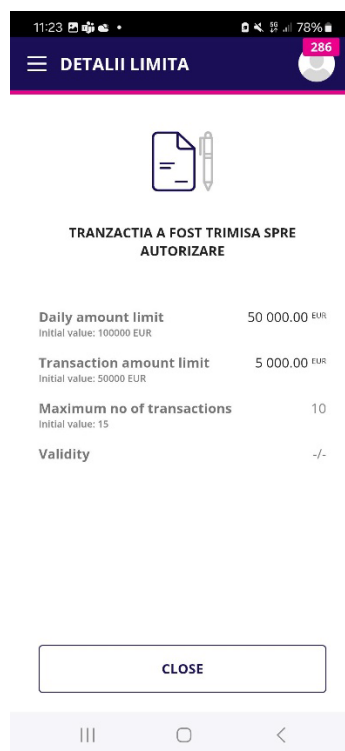 11:23
5G
78%
286
DETALII LIMITA
TRANZACTIA A FOST TRIMISA SPRE
AUTORIZARE
Daily amount limit 50 000.00 EUR
Initial value: 100000 EUR
Transaction amount limit 5 000.00 EUR
Initial value: 50000 EUR
Maximum no of transactions 10
Initial value: 15
Validity -/-
CLOSE